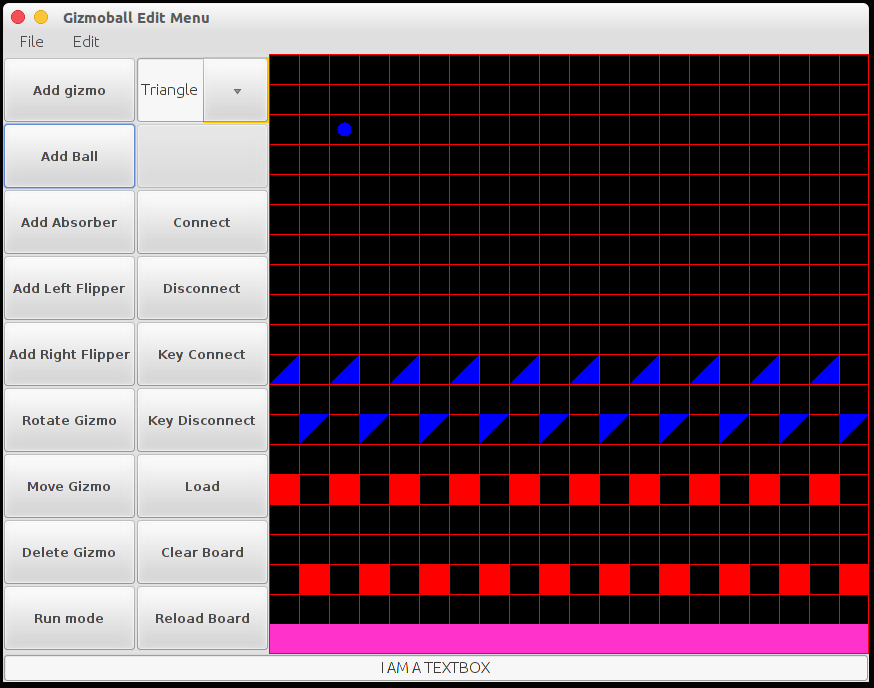 Gizmoball Edit Menu
File Edit
Add gizmo Triangle
Add Ball
Add Absorber Connect
Add Left Flipper Disconnect
Add Right Flipper Key Connect
Rotate Gizmo Key Disconnect
Move Gizmo Load
Delete Gizmo Clear Board
Run mode Reload Board
I AM A TEXTBOX